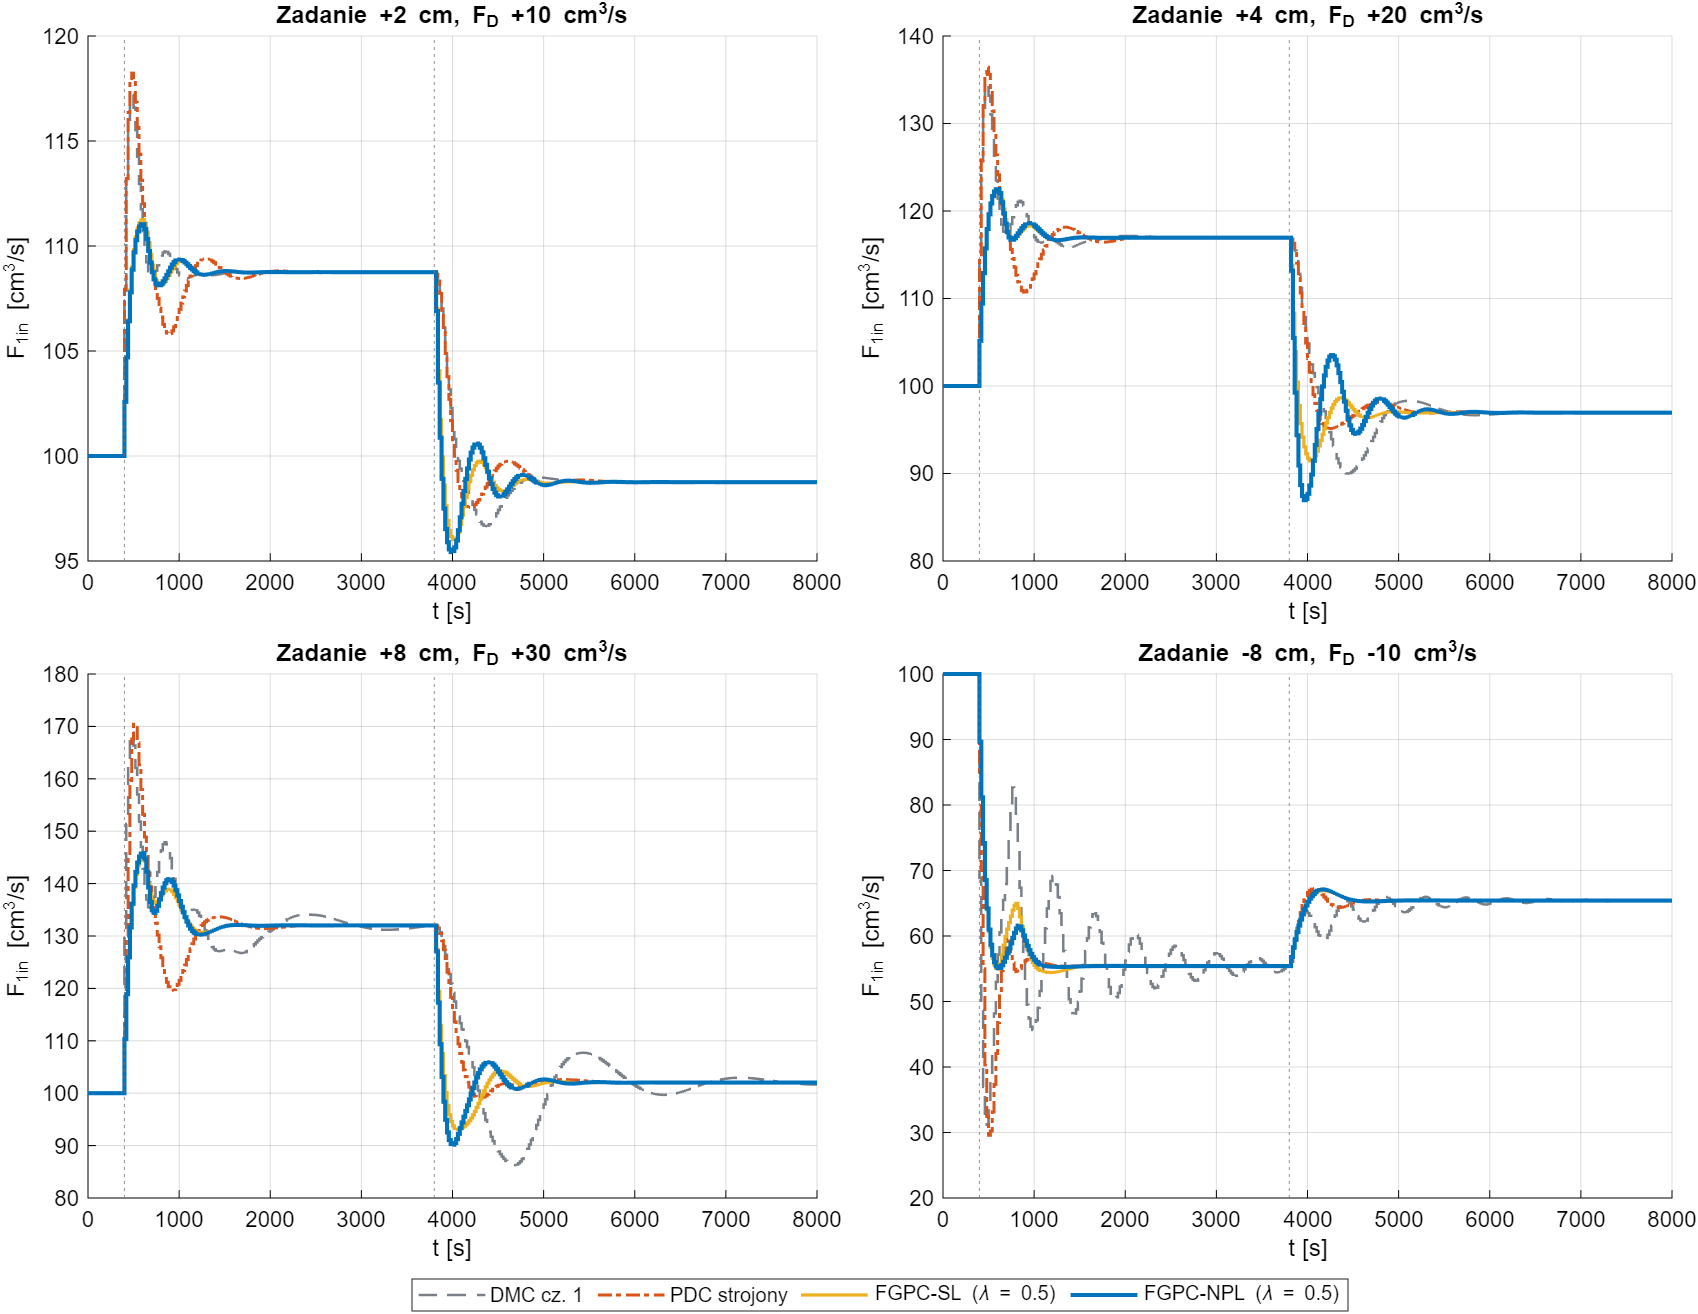 Zadanie +2 cm, F_D +10 cm³/s
120
115
110
105
100
95
F_1in [cm³/s]
0 1000 2000 3000 4000 5000 6000 7000 8000
t [s]
Zadanie +4 cm, F_D +20 cm³/s
140
130
120
110
100
90
80
F_1in [cm³/s]
0 1000 2000 3000 4000 5000 6000 7000 8000
t [s]
Zadanie +8 cm, F_D +30 cm³/s
180
170
160
150
140
130
120
110
100
90
80
F_1in [cm³/s]
0 1000 2000 3000 4000 5000 6000 7000 8000
t [s]
Zadanie -8 cm, F_D -10 cm³/s
100
90
80
70
60
50
40
30
20
F_1in [cm³/s]
0 1000 2000 3000 4000 5000 6000 7000 8000
t [s]
DMC cz. 1 PDC strojony FGPC-SL (λ = 0.5) FGPC-NPL (λ = 0.5)